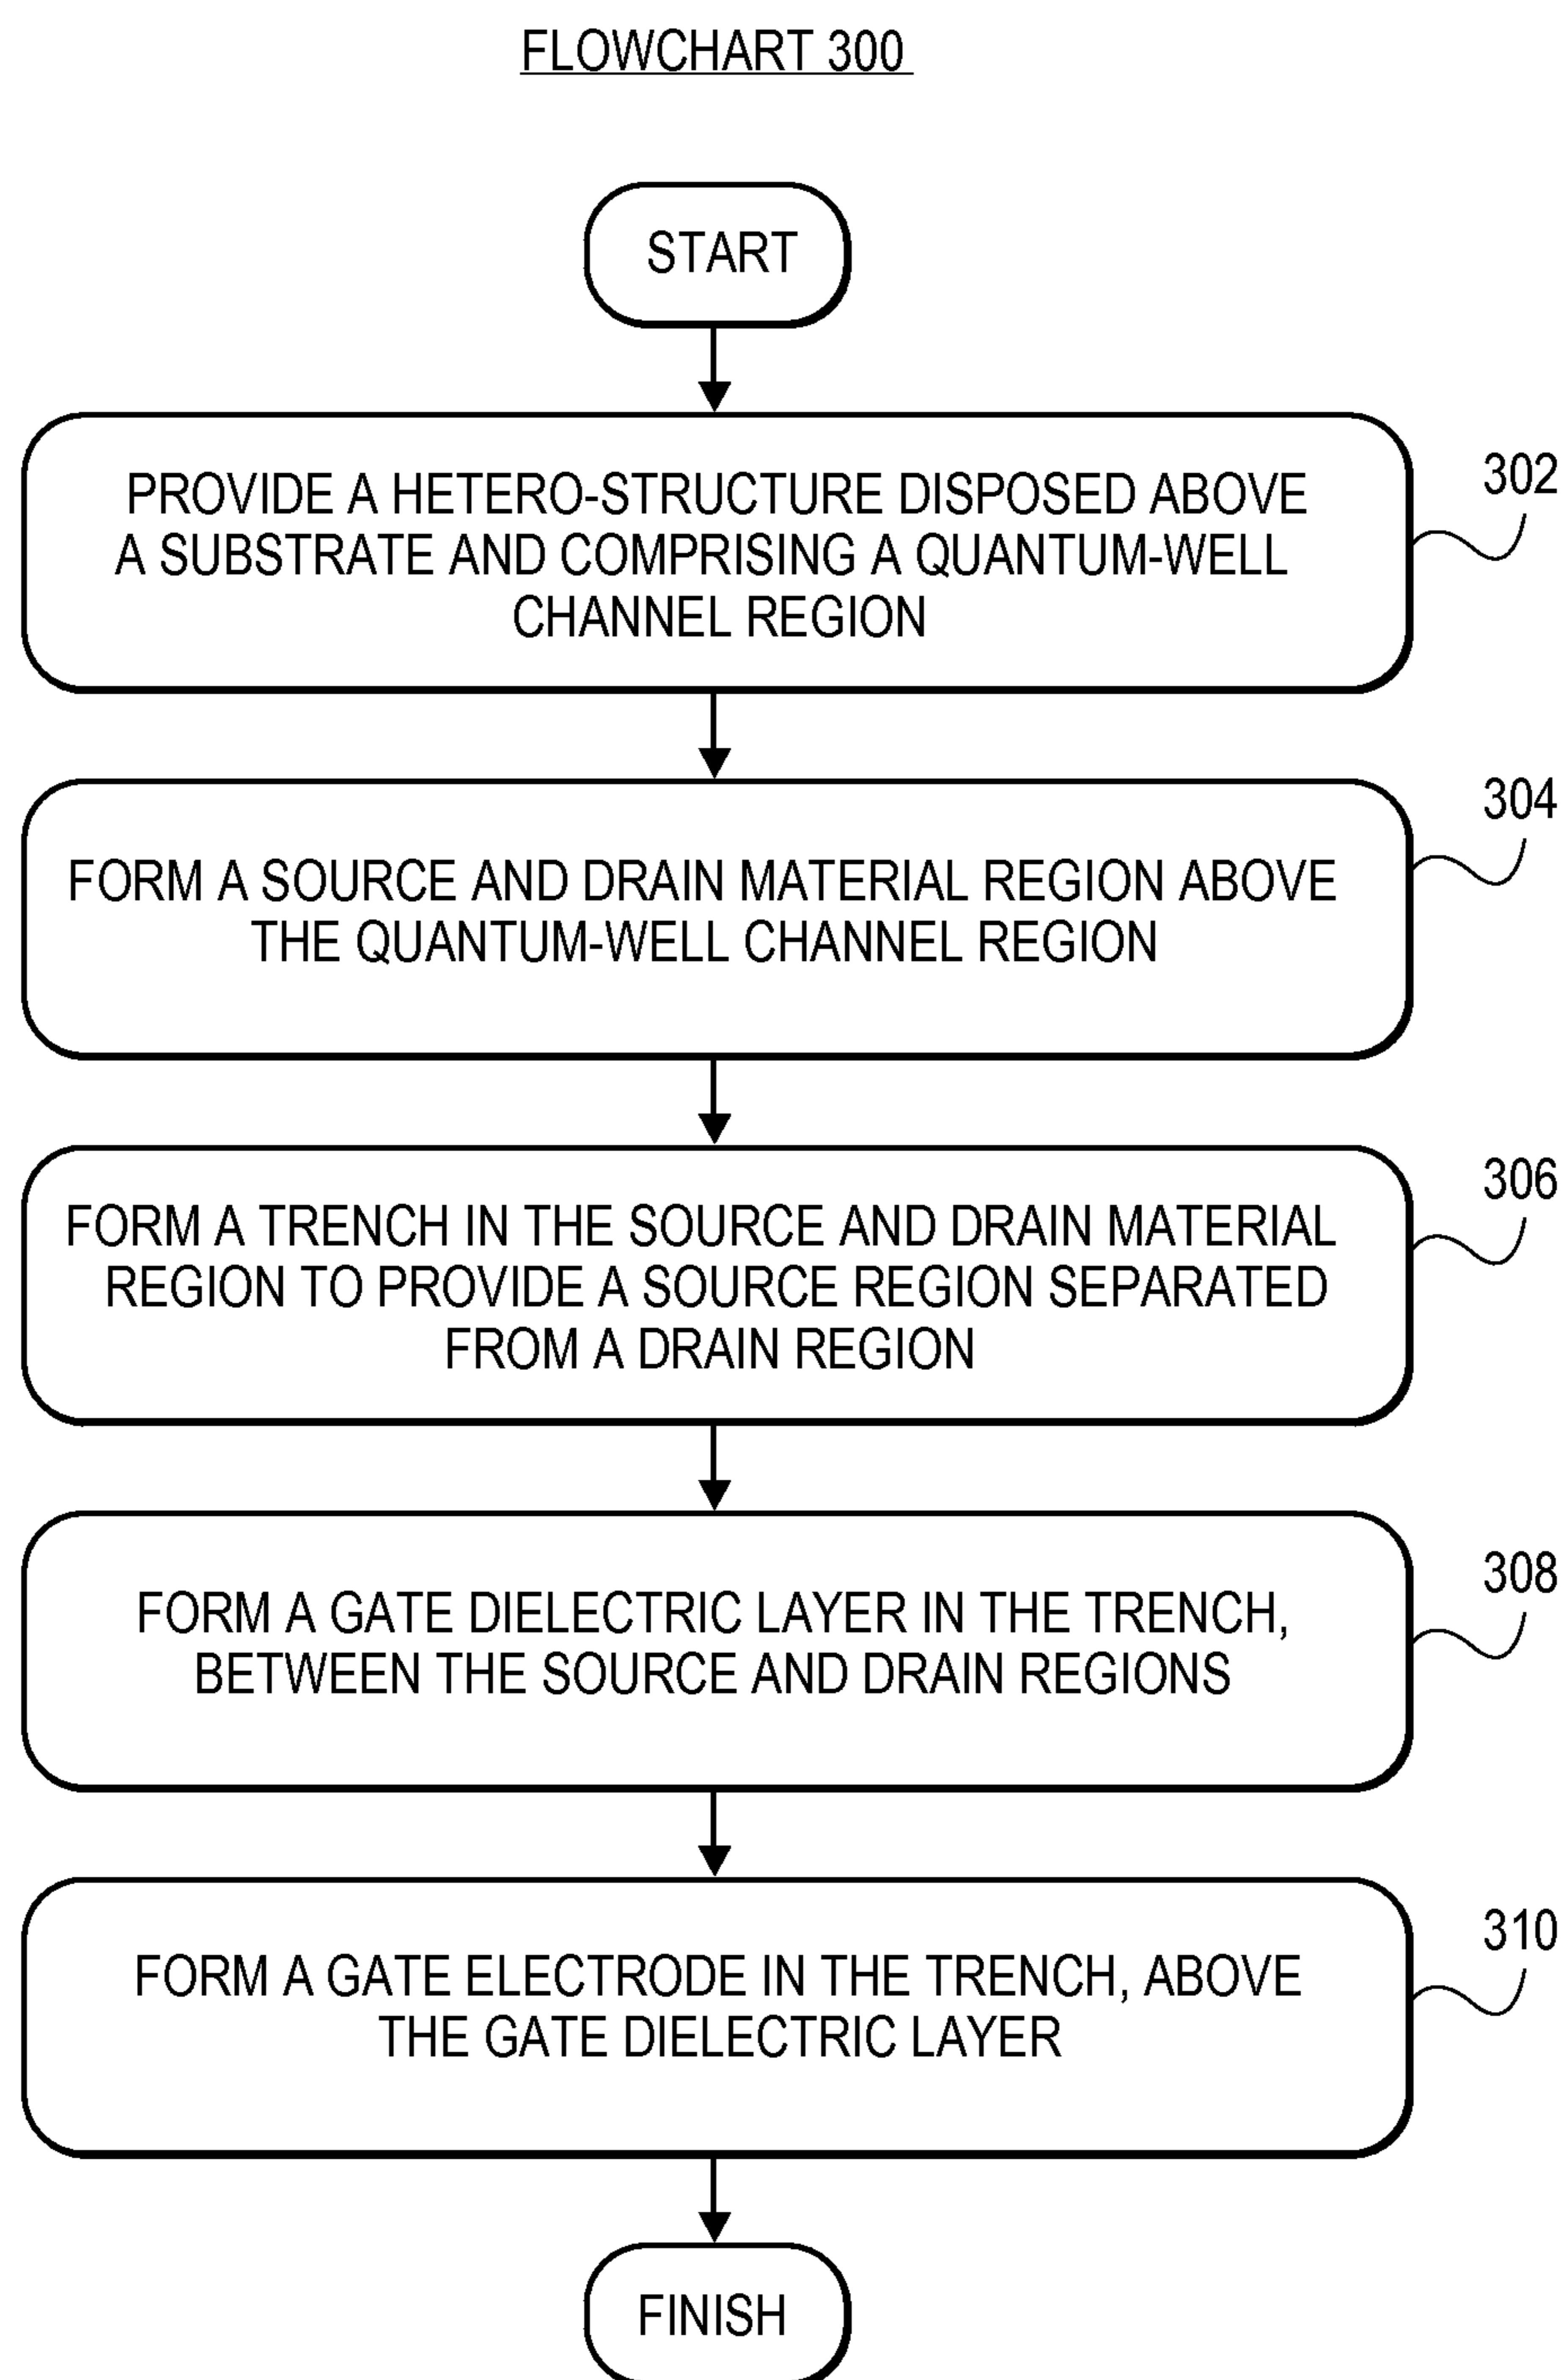 FLOWCHART 300
START
PROVIDE A HETERO-STRUCTURE DISPOSED ABOVE
A SUBSTRATE AND COMPRISING A QUANTUM-WELL
CHANNEL REGION
302
FORM A SOURCE AND DRAIN MATERIAL REGION ABOVE
THE QUANTUM-WELL CHANNEL REGION
304
FORM A TRENCH IN THE SOURCE AND DRAIN MATERIAL
REGION TO PROVIDE A SOURCE REGION SEPARATED
FROM A DRAIN REGION
306
FORM A GATE DIELECTRIC LAYER IN THE TRENCH,
BETWEEN THE SOURCE AND DRAIN REGIONS
308
FORM A GATE ELECTRODE IN THE TRENCH, ABOVE
THE GATE DIELECTRIC LAYER
310
FINISH